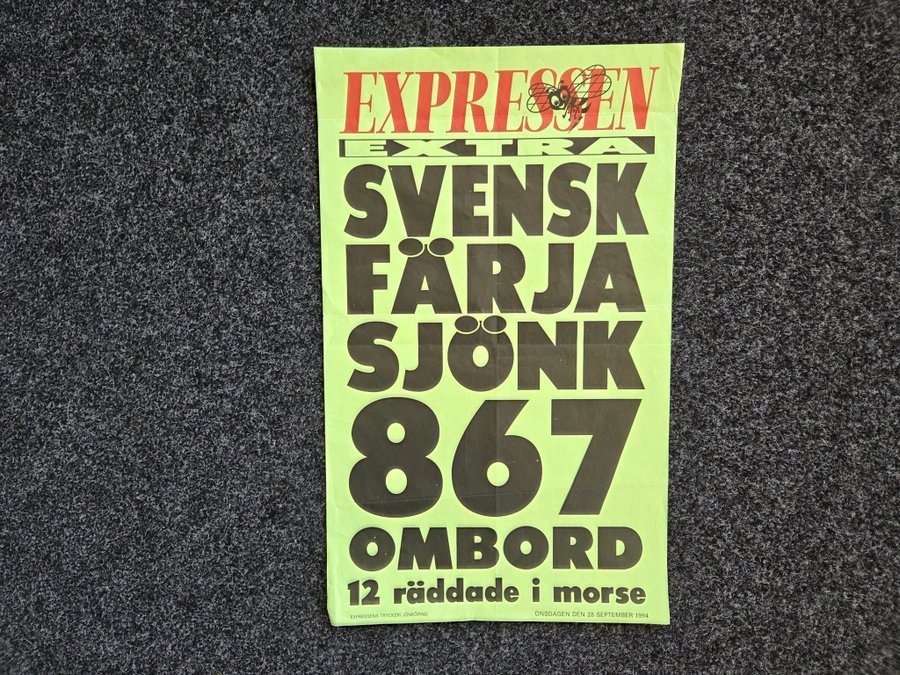 EXPRESSEN
EXTRA
SVENSK
FÄRJA
SJÖNK
867
OMBORD
12 räddade i morse
EXPRESSENS TRYCKERI JÖNKÖPING
ONSDAGEN DEN 28 SEPTEMBER 1994